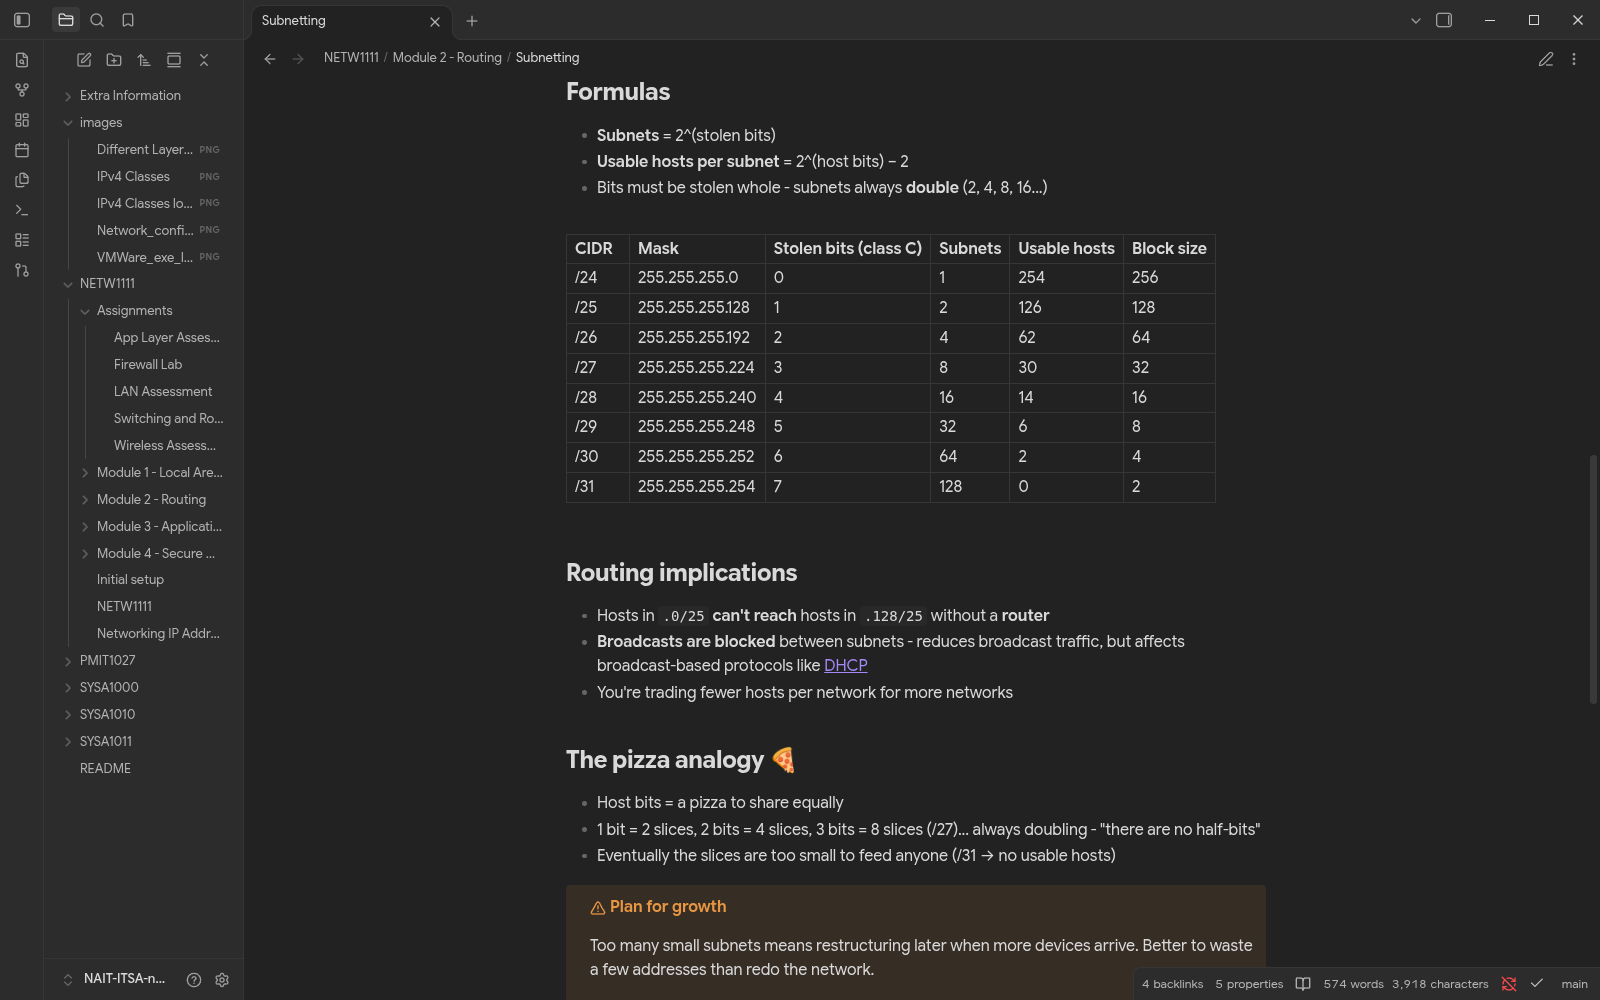 Subnetting
NETW1111 / Module 2 - Routing / Subnetting
Extra Information
images
Different Layer... PNG
IPv4 Classes PNG
IPv4 Classes lo... PNG
Network_confi... PNG
VMWare_exe_l... PNG
NETW1111
Assignments
App Layer Asses...
Firewall Lab
LAN Assessment
Switching and Ro...
Wireless Assess...
Module 1 - Local Are...
Module 2 - Routing
Module 3 - Applicati...
Module 4 - Secure ...
Initial setup
NETW1111
Networking IP Addr...
PMIT1027
SYSA1000
SYSA1010
SYSA1011
README
NAIT-ITSA-n...
Formulas
Subnets = 2^(stolen bits)
Usable hosts per subnet = 2^(host bits) – 2
Bits must be stolen whole - subnets always double (2, 4, 8, 16...)
CIDR Mask Stolen bits (class C) Subnets Usable hosts Block size
/24 255.255.255.0 0 1 254 256
/25 255.255.255.128 1 2 126 128
/26 255.255.255.192 2 4 62 64
/27 255.255.255.224 3 8 30 32
/28 255.255.255.240 4 16 14 16
/29 255.255.255.248 5 32 6 8
/30 255.255.255.252 6 64 2 4
/31 255.255.255.254 7 128 0 2
Routing implications
Hosts in .0/25 can't reach hosts in .128/25 without a router
Broadcasts are blocked between subnets - reduces broadcast traffic, but affects
broadcast-based protocols like DHCP
You're trading fewer hosts per network for more networks
The pizza analogy 🍕
Host bits = a pizza to share equally
1 bit = 2 slices, 2 bits = 4 slices, 3 bits = 8 slices (/27)... always doubling - "there are no half-bits"
Eventually the slices are too small to feed anyone (/31 → no usable hosts)
Plan for growth
Too many small subnets means restructuring later when more devices arrive. Better to waste
a few addresses than redo the network.
4 backlinks 5 properties 574 words 3,918 characters main